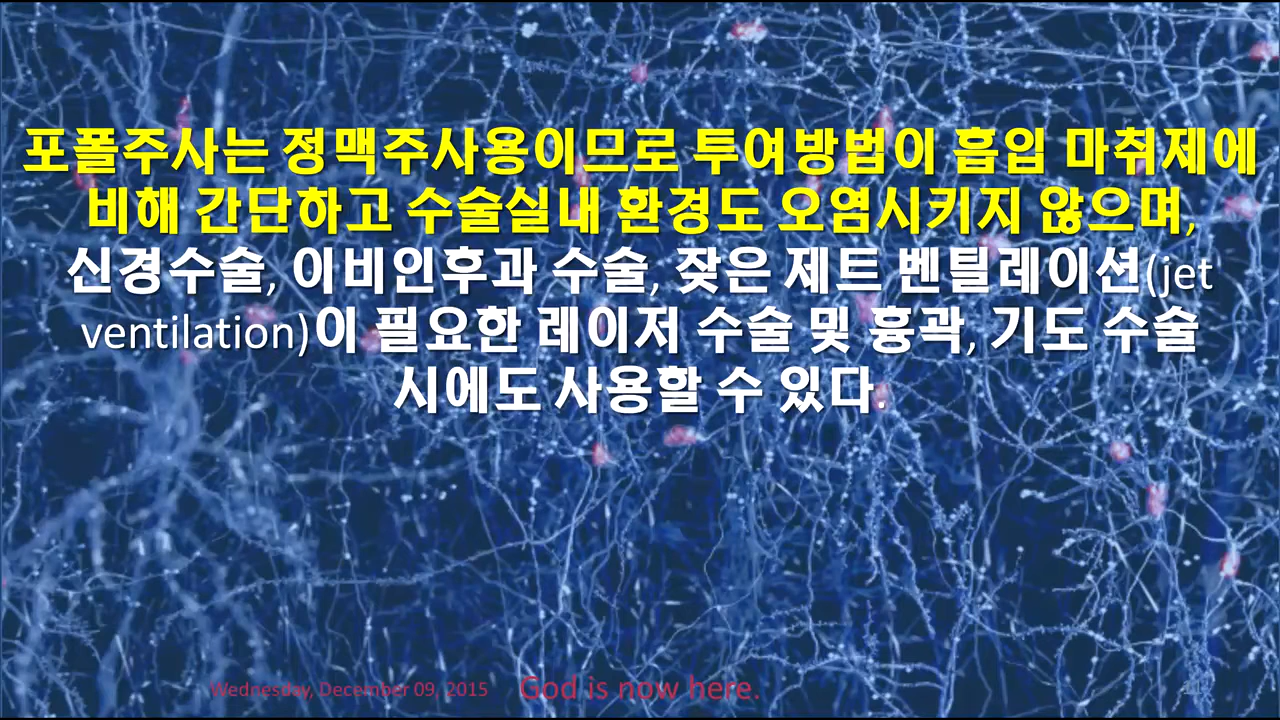 포폴주사는 정맥주사용이므로 투여방법이 흡입 마취제에
비해 간단하고 수술실내 환경도 오염시키지 않으며,
신경수술, 이비인후과 수술, 잦은 제트 벤틸레이션(jet
ventilation)이 필요한 레이저 수술 및 흉곽, 기도 수술
시에도 사용할 수 있다.
Wednesday, December 09, 2015 God is now here.